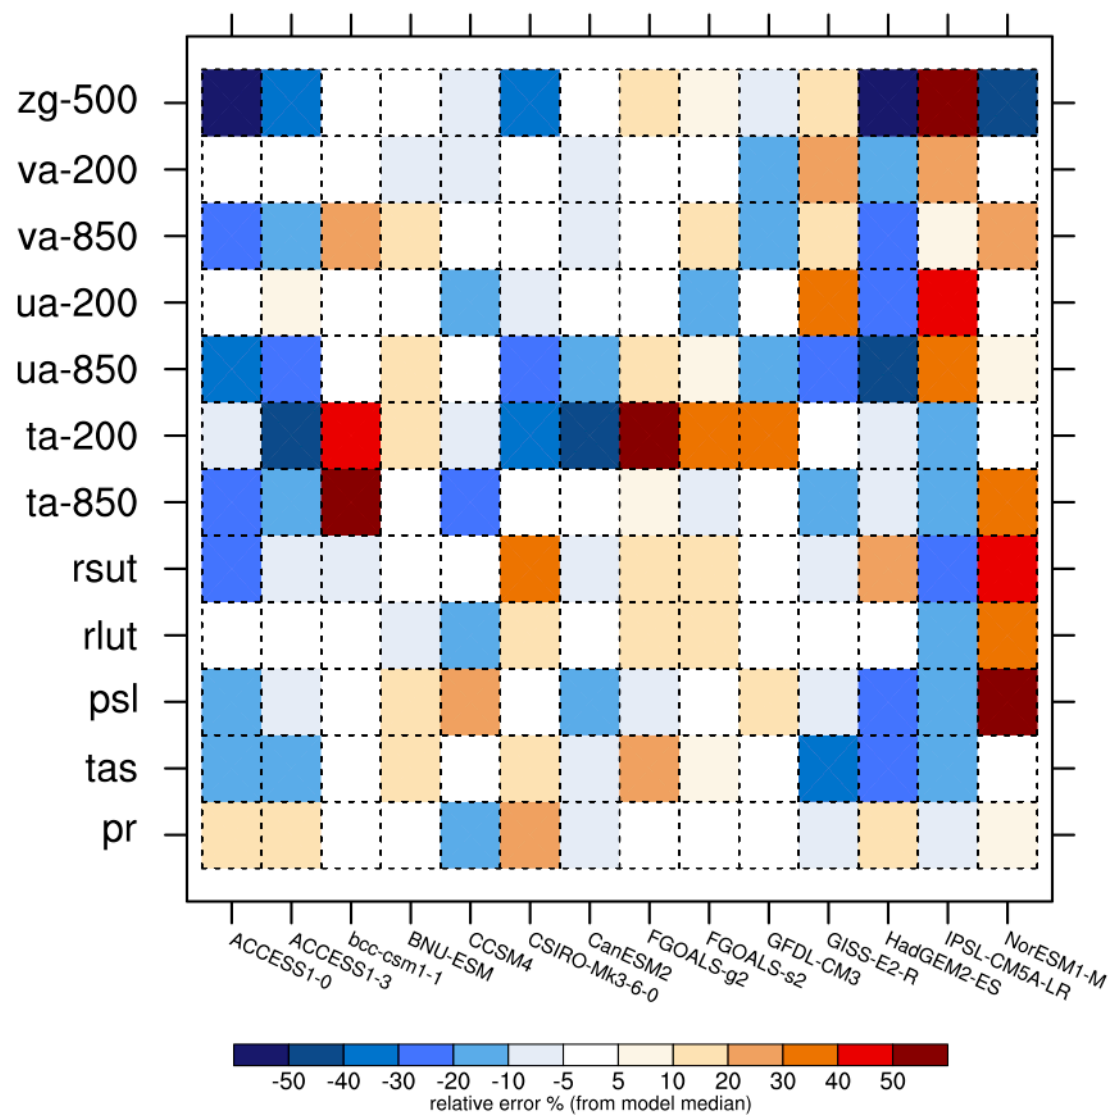 zg-500
va-200
va-850
ua-200
ua-850
ta-200
ta-850
rsut
rlut
psl
tas
pr
ACCESS1-0
ACCESS1-3
bcc-csm1-1
BNU-ESM
CCSM4
CSIRO-Mk3-6-0
CanESM2
FGOALS-g2
FGOALS-s2
GFDL-CM3
GISS-E2-R
HadGEM2-ES
IPSL-CM5A-LR
NorESM1-M
-50 -40 -30 -20 -10 -5 5 10 20 30 40 50
relative error % (from model median)